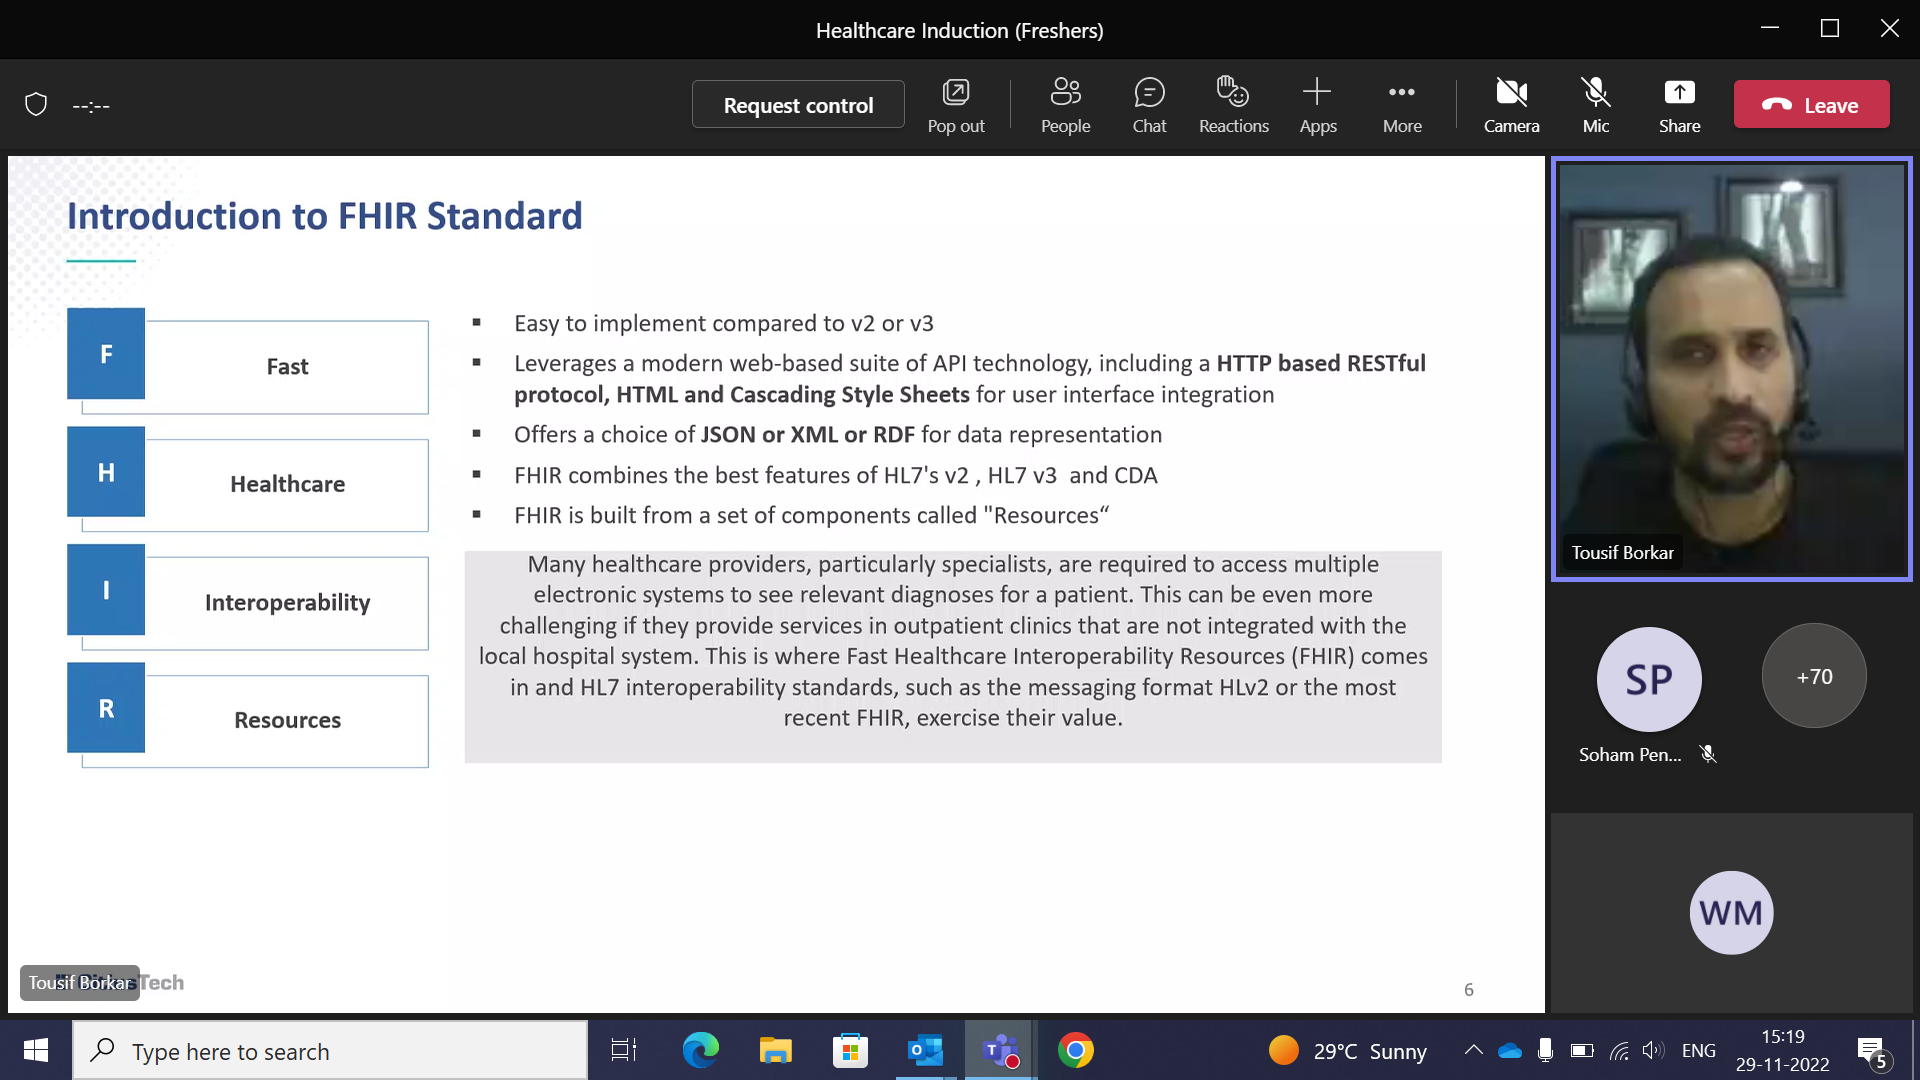 Healthcare Induction (Freshers)
--:--
Request control
Pop out
People
Chat
Reactions
Apps
More
Camera
Mic
Share
Leave
Introduction to FHIR Standard
F
Fast
H
Healthcare
I
Interoperability
R
Resources
▪ Easy to implement compared to v2 or v3
▪ Leverages a modern web-based suite of API technology, including a HTTP based RESTful
protocol, HTML and Cascading Style Sheets for user interface integration
▪ Offers a choice of JSON or XML or RDF for data representation
▪ FHIR combines the best features of HL7's v2 , HL7 v3 and CDA
▪ FHIR is built from a set of components called "Resources“
Many healthcare providers, particularly specialists, are required to access multiple
electronic systems to see relevant diagnoses for a patient. This can be even more
challenging if they provide services in outpatient clinics that are not integrated with the
local hospital system. This is where Fast Healthcare Interoperability Resources (FHIR) comes
in and HL7 interoperability standards, such as the messaging format HLv2 or the most
recent FHIR, exercise their value.
Tousif Borkar
Tech
6
Tousif Borkar
SP
+70
Soham Pen...
WM
Type here to search
29°C Sunny
ENG
15:19
29-11-2022
5